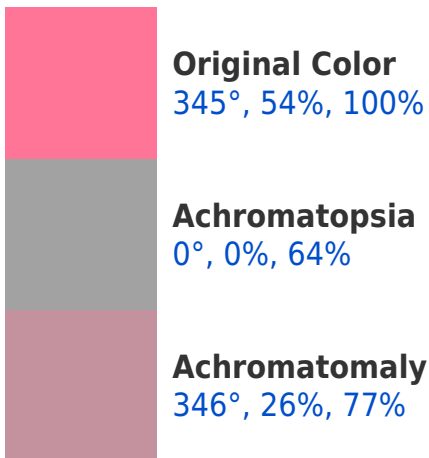 Original Color
345°, 54%, 100%
Achromatopsia
0°, 0%, 64%
Achromatomaly
346°, 26%, 77%